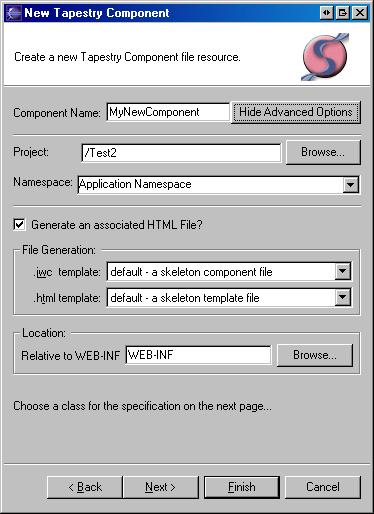 New Tapestry Component
Create a new Tapestry Component file resource.
Component Name: MyNewComponent Hide Advanced Options
Project: /Test2 Browse...
Namespace: Application Namespace
Generate an associated HTML File?
File Generation:
.jwc template: default - a skeleton component file
.html template: default - a skeleton template file
Location:
Relative to WEB-INF WEB-INF Browse...
Choose a class for the specification on the next page...
< Back Next > Finish Cancel